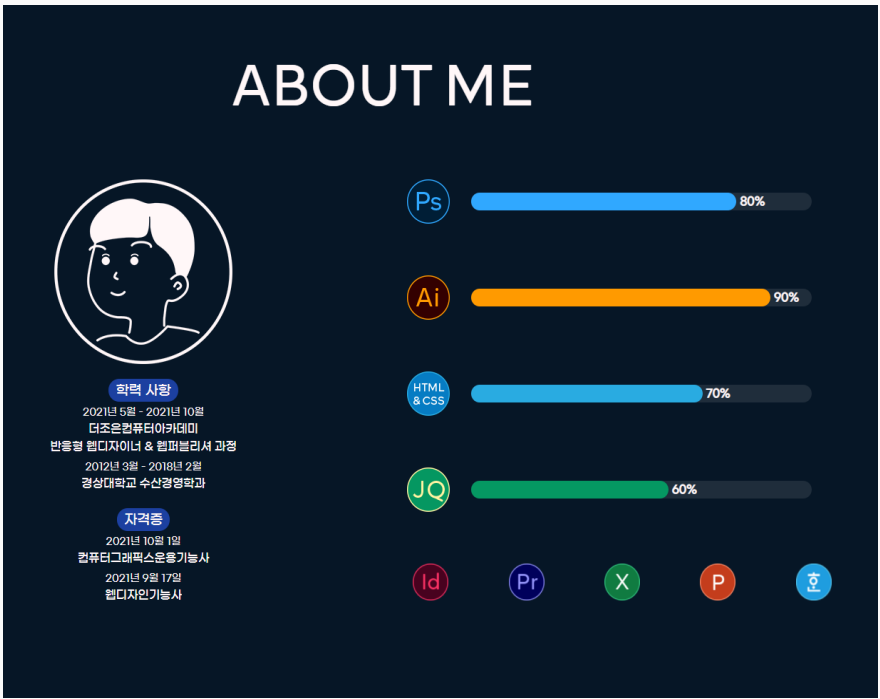 ABOUT ME
학력 사항
2021년 5월 - 2021년 10월
더조은컴퓨터아카데미
반응형 웹디자이너 & 웹퍼블리셔 과정
2012년 3월 - 2018년 2월
경상대학교 수산경영학과
자격증
2021년 10월 1일
컴퓨터그래픽스운용기능사
2021년 9월 17일
웹디자인기능사
Ps
80%
Ai
90%
HTML
& CSS
70%
JQ
60%
Id
Pr
X
P
흔